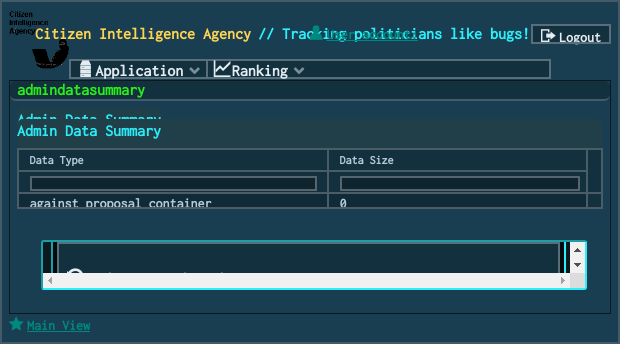 Citizen
Intelligence
Agency
Citizen Intelligence Agency // Tracking politicians like bugs!
Logout
Application
Ranking
admindatasummary
Admin Data Summary
Admin Data Summary
Data Type
Data Size
against proposal container
0
Main View